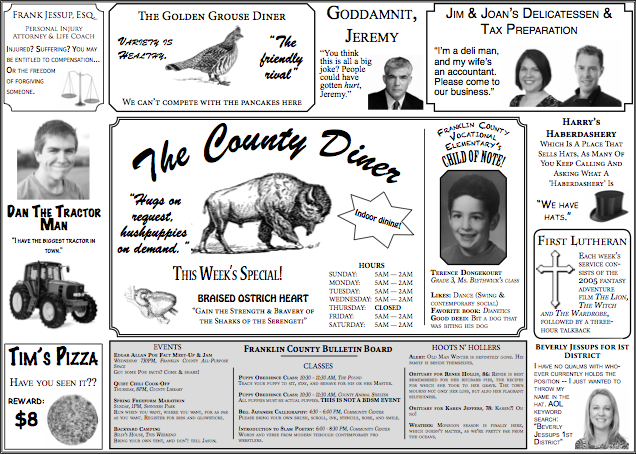 FRANK JESSUP, ESQ.
PERSONAL INJURY
ATTORNEY & LIFE COACH
INJURED? SUFFERING? YOU MAY
BE ENTITLED TO COMPENSATION...
OR THE FREEDOM
OF FORGIVING
SOMEONE.
THE GOLDEN GROUSE DINER
VARIETY IS
HEALTHY.
"The
friendly
rival"
WE CAN'T COMPETE WITH THE PANCAKES HERE
GODDAMNIT,
JEREMY
"You think
this is all a big
joke? People
could have
gotten hurt,
Jeremy."
JIM & JOAN'S DELICATESSEN &
TAX PREPARATION
"I'm a deli man,
and my wife's
an accountant.
Please come to
our business."
DAN THE TRACTOR
MAN
"I HAVE THE BIGGEST TRACTOR IN
TOWN."
The County Diner
"Hugs on
request,
hushpuppies
on demand."
Indoor dining!
THIS WEEK'S SPECIAL!
BRAISED OSTRICH HEART
"GAIN THE STRENGTH & BRAVERY OF
THE SHARKS OF THE SERENGETI"
HOURS
SUNDAY: 5AM — 2AM
MONDAY: 5AM — 2AM
TUESDAY: 5AM — 2AM
WEDNESDAY: 5AM — 2AM
THURSDAY: CLOSED
FRIDAY: 5AM — 2AM
SATURDAY: 5AM — 2AM
FRANKLIN COUNTY
VOCATIONAL
ELEMENTARY'S
CHILD OF NOTE!
TERENCE DONGEKOURT
GRADE 3, MS. BIETHWICK'S CLASS
LIKES: DANCE (SWING &
CONTEMPORARY SOCIAL)
FAVORITE BOOK: DIANETICS
GOOD DEED: BIT A DOG THAT
WAS BITING HIS DOG
HARRY'S
HABERDASHERY
WHICH IS A PLACE THAT
SELLS HATS, AS MANY OF
YOU KEEP CALLING AND
ASKING WHAT A
'HABERDASHERY' IS
"WE HAVE
HATS."
FIRST LUTHERAN
EACH WEEK'S
SERVICE CON-
SISTS OF THE
2005 FANTASY
ADVENTURE
FILM THE LION,
THE WITCH
AND THE WARDROBE,
FOLLOWED BY A THREE-
HOUR TALKBACK
TIM'S PIZZA
HAVE YOU SEEN IT??
REWARD:
$8
FRANKLIN COUNTY BULLETIN BOARD
EVENTS
EDGAR ALLAN POE FACT MEET-UP & JAM
WEDNESDAY 7:30PM, FRANKLIN COUNTY ALL-PURPOSE
SPACE
GOT SOME POE FACTS? COME & SHARE!
QUIET CHILI COOK-OFF
THURSDAY, 8PM, COUNTY LIBRARY
SPRING FREEDOM MARATHON
SUNDAY, 1PM, SKINNERS PARK
RUN WHEN YOU WANT, WHERE YOU WANT, FOR AS FAR
AS YOU WANT. REGISTER FOR BIBS AND GLOWSTICKS.
BACKYARD CAMPING
BILLY'S HOUSE, THIS WEEKEND
BRING YOUR OWN TENT, AND DON'T TELL JASON.
CLASSES
PUPPY OBEDIENCE CLASS: 10:30 - 11:30 AM, THE POUND
TEACH YOUR PUPPY TO SIT, STAY, AND REMOVE FOR HIS OR HER MASTER.
PUPPY OBEDIENCE CLASS: 10:30 - 11:30 AM, COUNTY ANIMAL SHELTER
ALL PUPPIES MUST BE ACTUAL PUPPIES. THIS IS NOT A BDSM EVENT
BEG. JAPANESE CALLIGRAPHY: 4:30 - 6:00 PM, COMMUNITY CENTER
PLEASE BRING YOUR OWN BRUSH, SCROLL, INK, STENCILS, ROBE, AND SMILE.
INTRODUCTION TO SLAM POETRY: 6:00 - 8:30 PM, COMMUNITY CENTER
WORDS AND VERSE FROM MODERN THROUGH CONTEMPORARY PRO
WRESTLERS.
HOOTS N' HOLLERS
ALERT: OLD MAN WINTER IS DEFINITELY GONE. HIS
FAMILY IS BESIDE THEMSELVES.
OBITUARY FOR RENEE HOLLIS, 86: RENEE IS BEST
REMEMBERED FOR HER RHUBARB PIES, THE RECIPE
FOR WHICH SHE TOOK TO HER GRAVE. THE TOWN
MOURNS NOT ONLY HER LOSS, BUT ALSO HER FLAGRANT
SELFISHNESS.
OBITUARY FOR KAREN JEFFERS, 78: KAREN?! OH
NO!
WEATHER: MONSOON SEASON IS FINALLY HERE,
WHICH DOESN'T MATTER, AS WE'RE PRETTY FAR FROM
THE OCEANS.
BEVERLY JESSUPS FOR 1ST
DISTRICT
I HAVE NO QUALMS WITH WHO-
EVER CURRENTLY HOLDS THE
POSITION — I JUST WANTED TO
THROW MY
NAME IN
THE HAT. AOL
KEYWORD
SEARCH:
"BEVERLY
JESSUPS 1ST
DISTRICT"